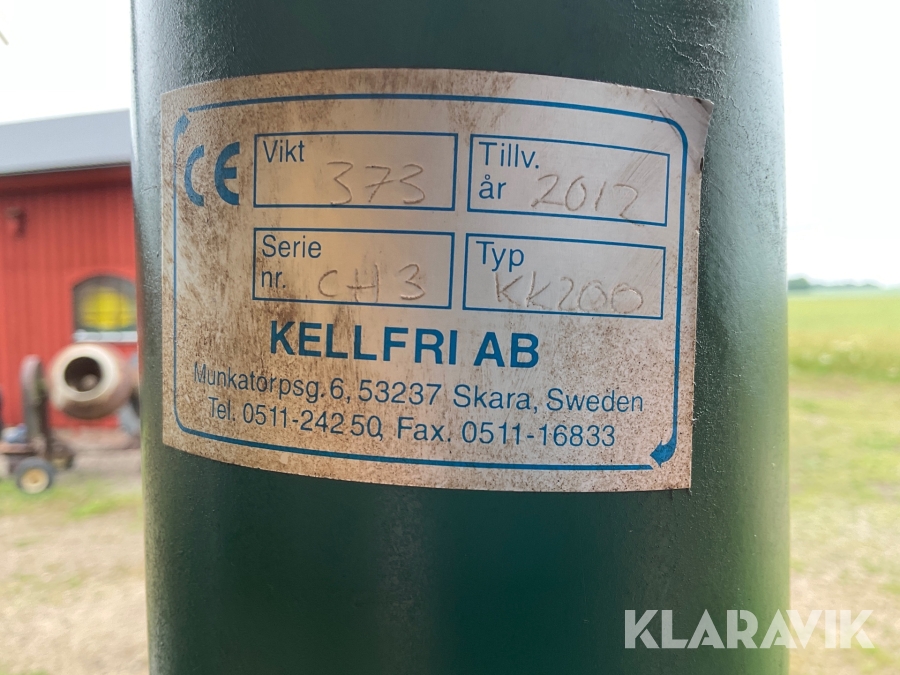 CE
Vikt 373
Tillv. år 2012
Serie nr. CH3
Typ KK200
KELLFRI AB
Munkatorpsg. 6, 53237 Skara, Sweden
Tel. 0511-242 50, Fax. 0511-16833
KLARAVIK